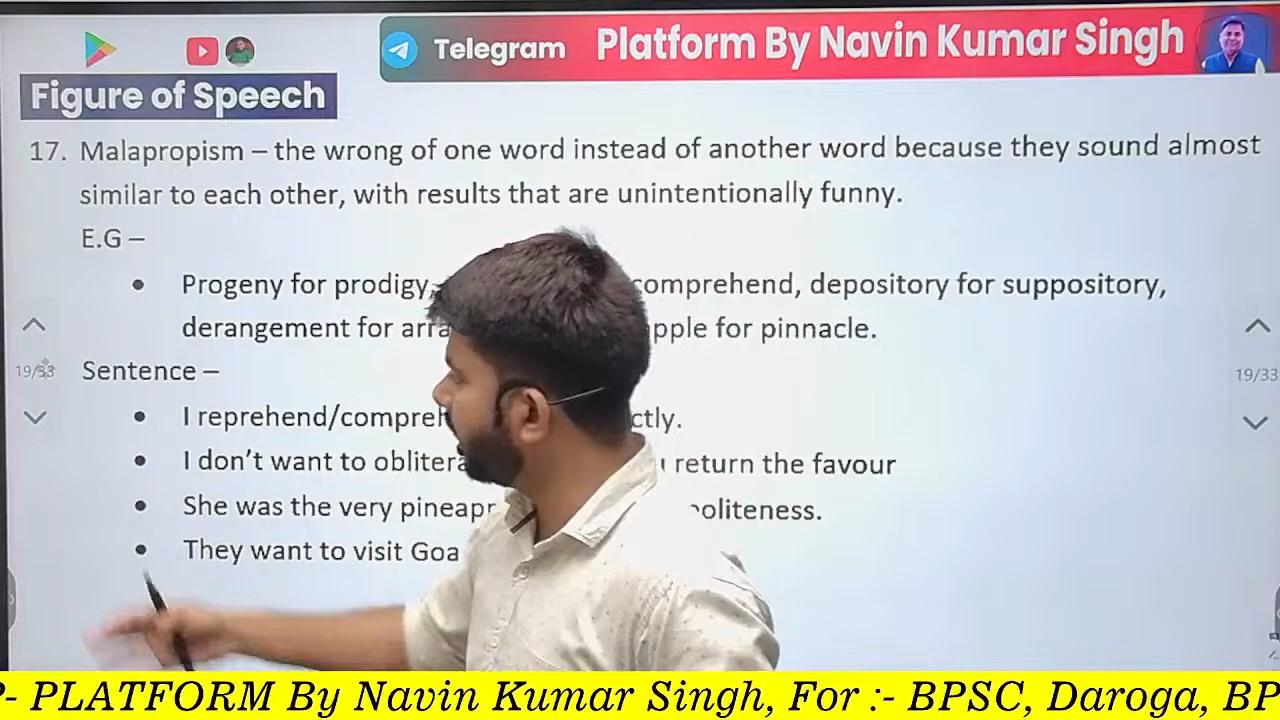 Telegram Platform By Navin Kumar Singh
Figure of Speech
17. Malapropism – the wrong of one word instead of another word because they sound almost
similar to each other, with results that are unintentionally funny.
E.G –
• Progeny for prodigy, comprehend, depository for suppository,
derangement for pple for pinnacle.
19/33 Sentence – 19/33
• I reprehend/ ctly.
• I don't want to return the favour
• She was the very politeness.
• They want to visit Goa
P- PLATFORM By Navin Kumar Singh, For :- BPSC, Daroga, BP